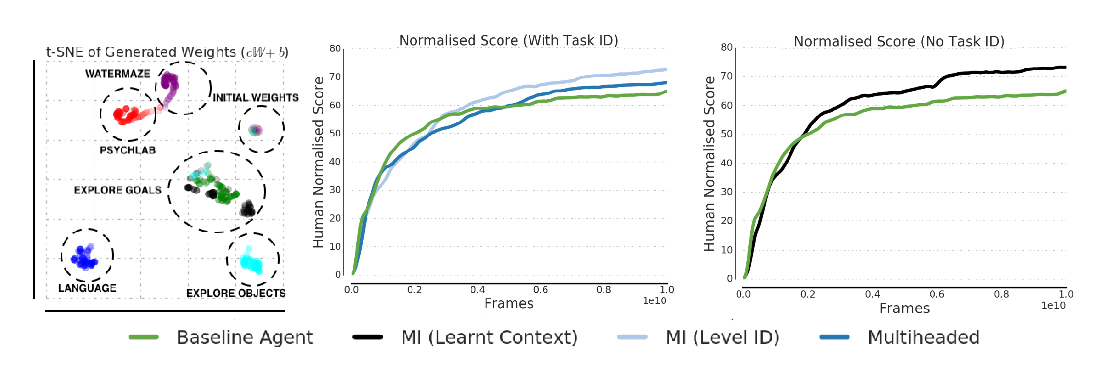 t-SNE of Generated Weights (cW + b)
WATERMAZE
INITIAL WEIGHTS
PSYCHLAB
EXPLORE GOALS
LANGUAGE
EXPLORE OBJECTS
Normalised Score (With Task ID)
Human Normalised Score
80
70
60
50
40
30
20
10
0
0.0 0.2 0.4 0.6 0.8 1.0
1e10
Frames
Normalised Score (No Task ID)
Human Normalised Score
80
70
60
50
40
30
20
10
0
0.0 0.2 0.4 0.6 0.8 1.0
1e10
Frames
Baseline Agent MI (Learnt Context) MI (Level ID) Multiheaded